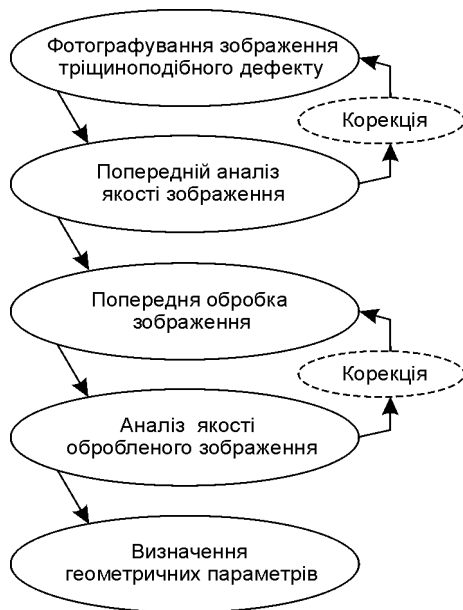 Фотографування зображення
тріщиноподібного дефекту
Корекція
Попередній аналіз
якості зображення
Попередня обробка
зображення
Корекція
Аналіз якості
обробленого зображення
Визначення
геометричних параметрів